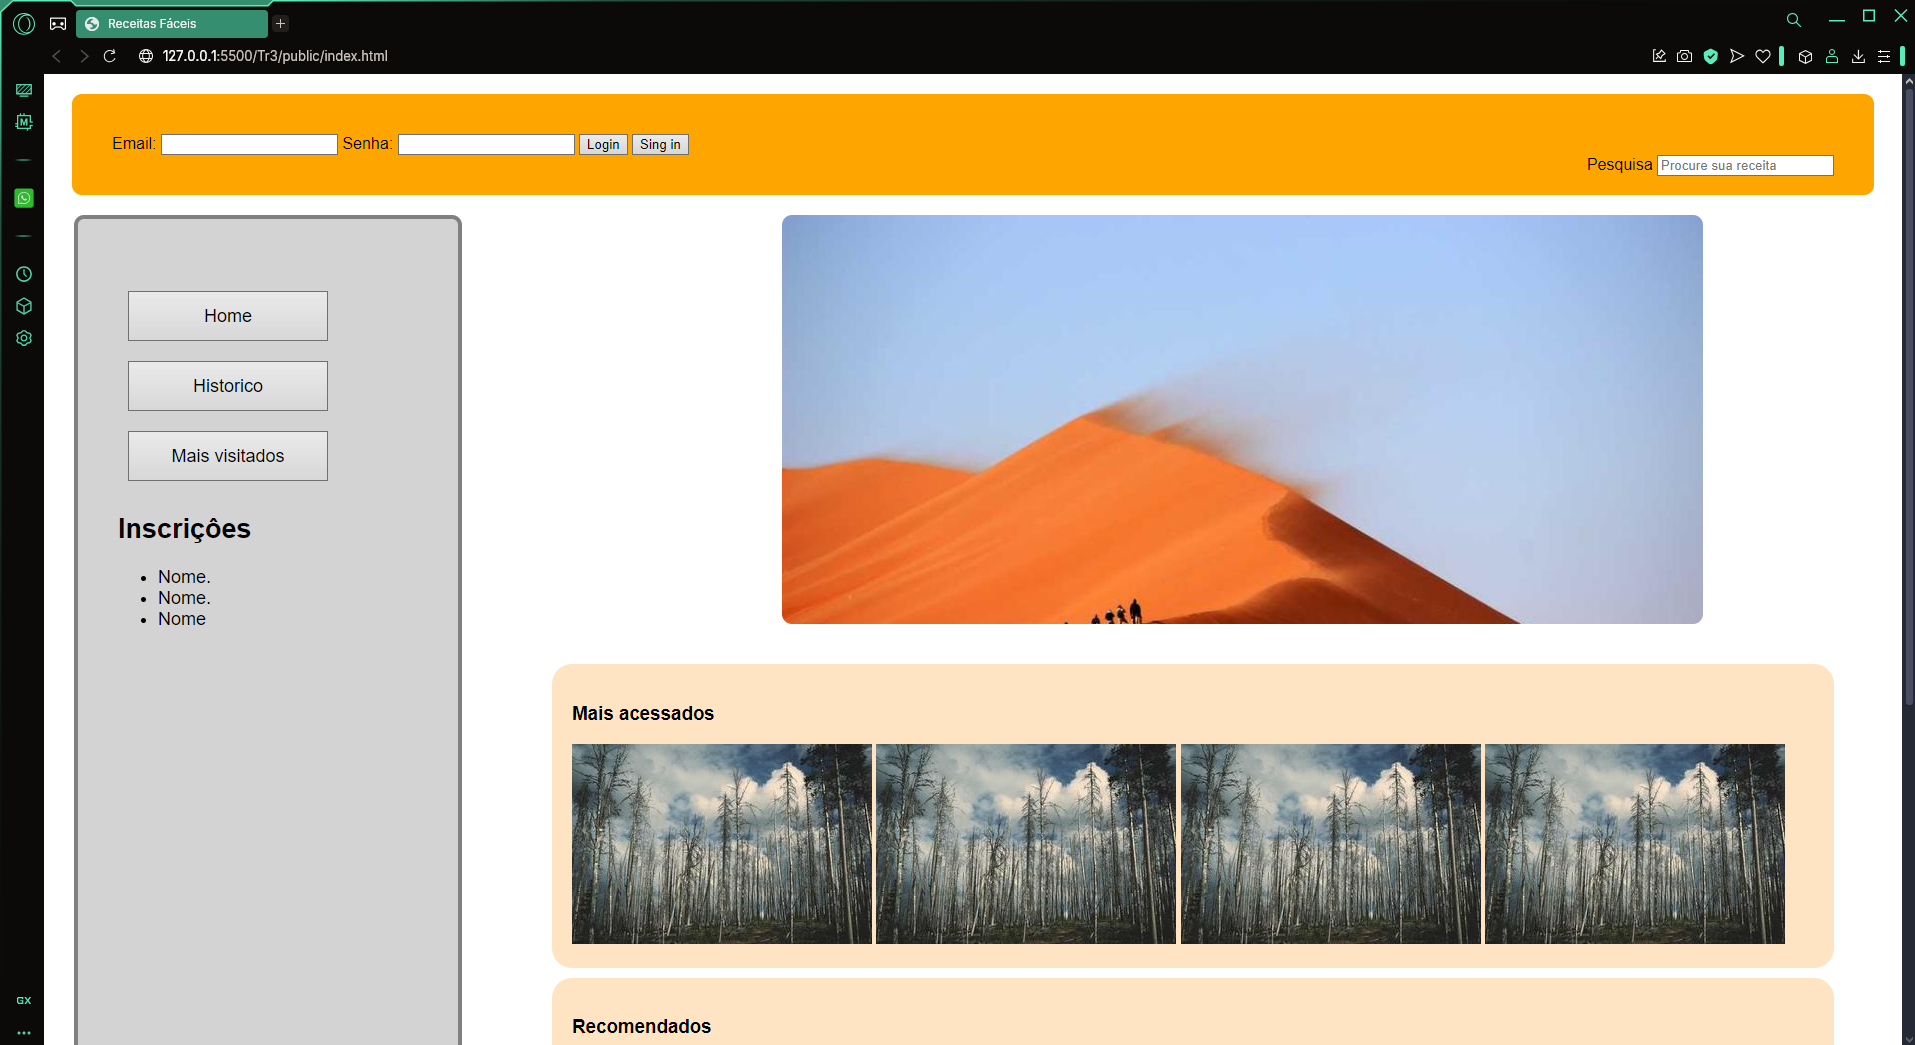 Receitas Fáceis
127.0.0.1:5500/Tr3/public/index.html
Email: Senha: Login Sing in
Pesquisa Procure sua receita
M
Home
Historico
Mais visitados
Inscriçôes
Nome.
Nome.
Nome
Mais acessados
Recomendados
GX